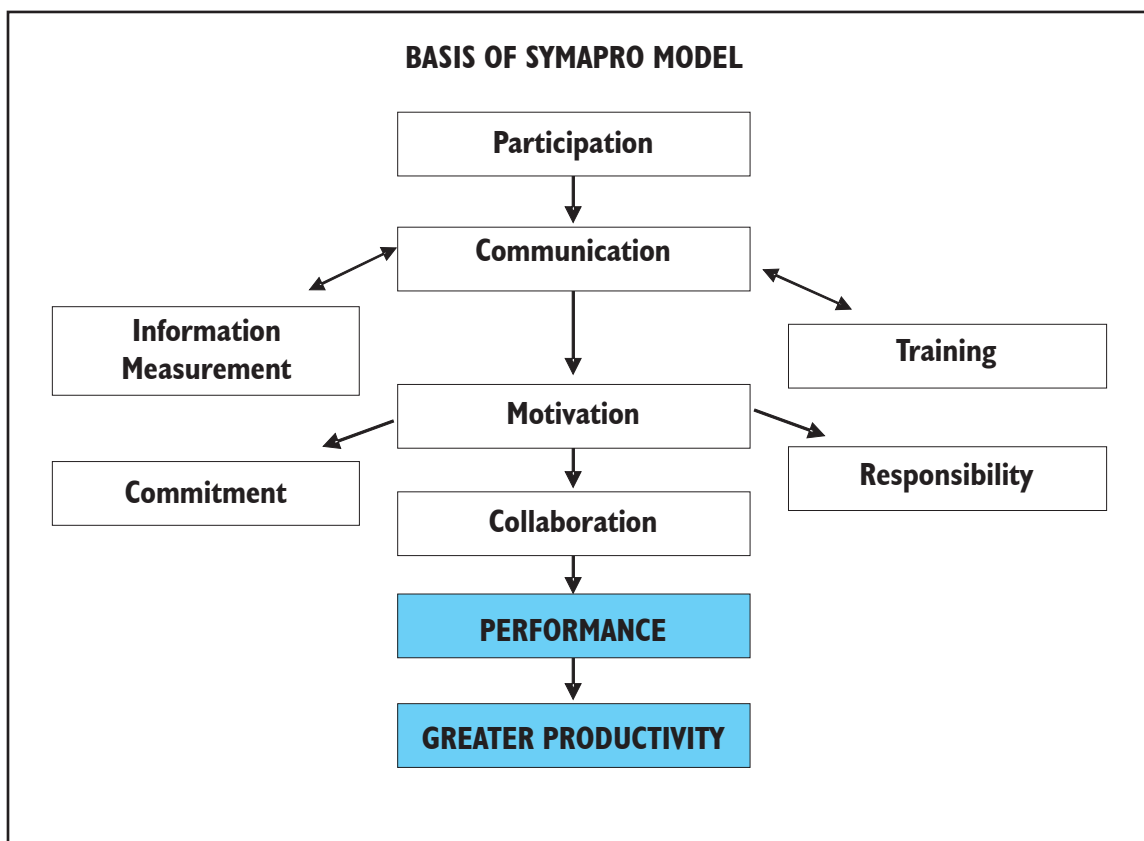 BASIS OF SYMAPRO MODEL
Participation
Communication
Information
Measurement
Training
Motivation
Commitment
Responsibility
Collaboration
PERFORMANCE
GREATER PRODUCTIVITY